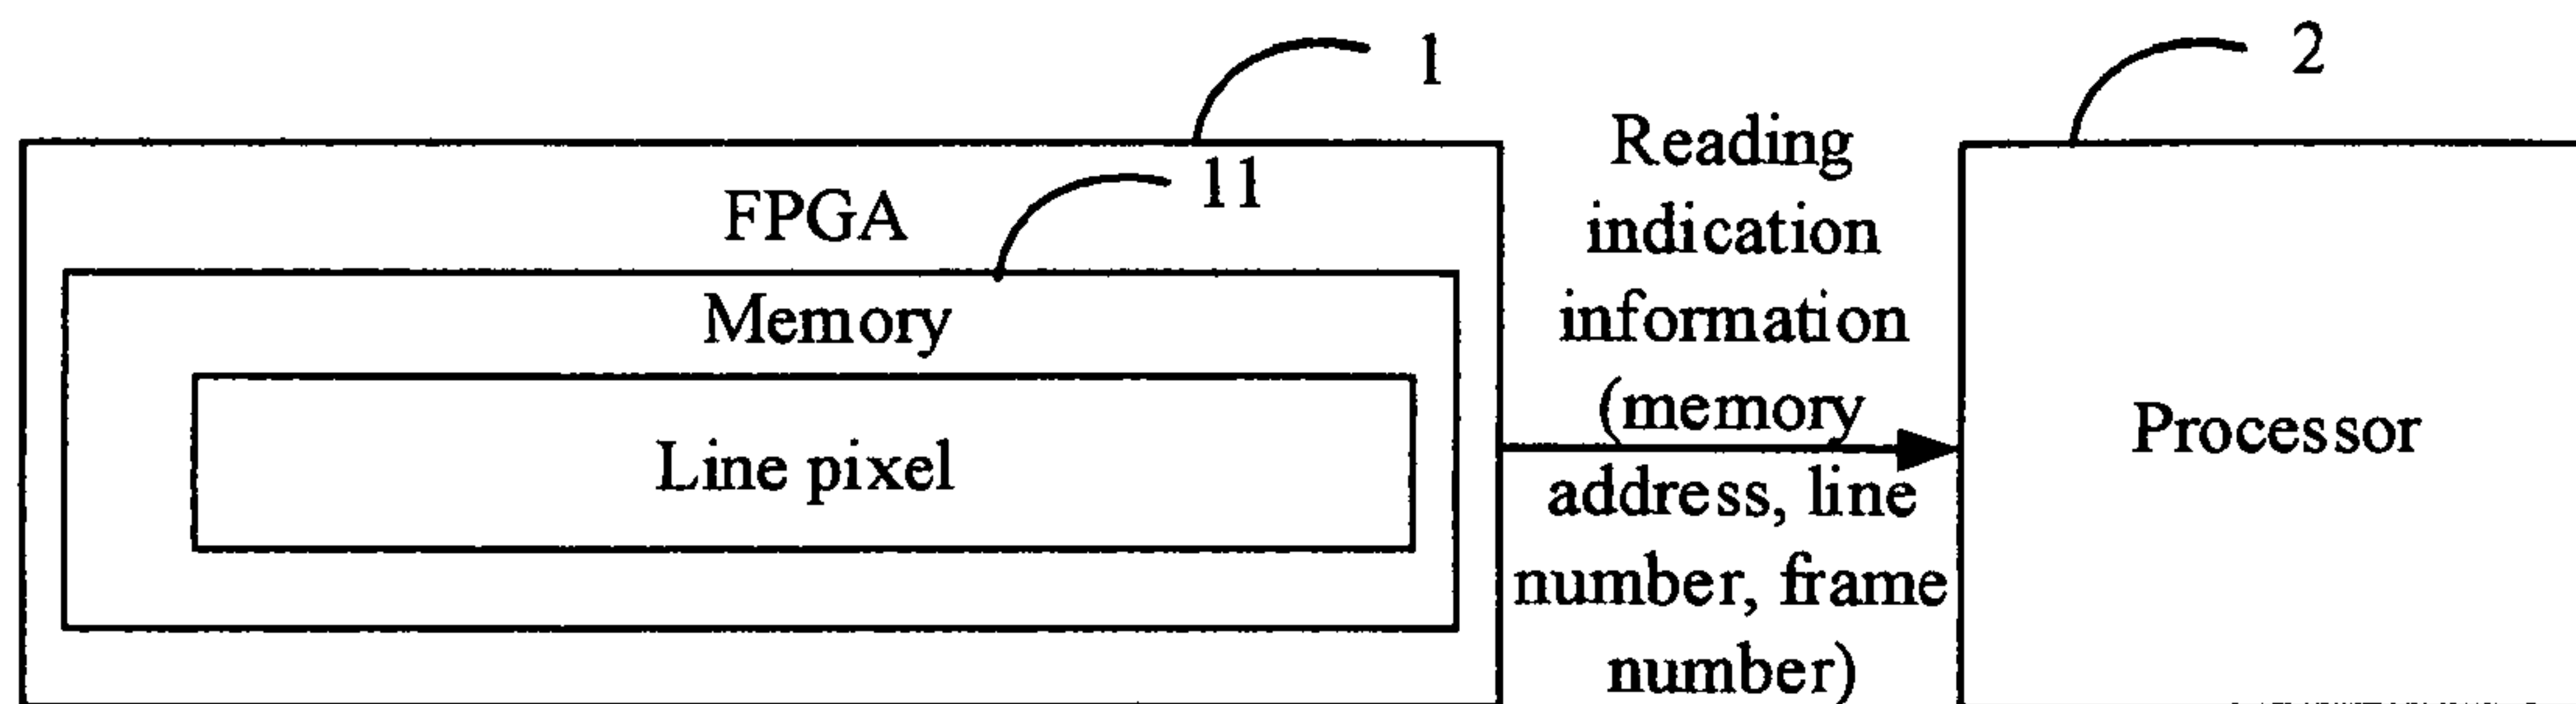 1
2
11
FPGA
Memory
Line pixel
Reading
indication
information
(memory
address, line
number, frame
number)
Processor